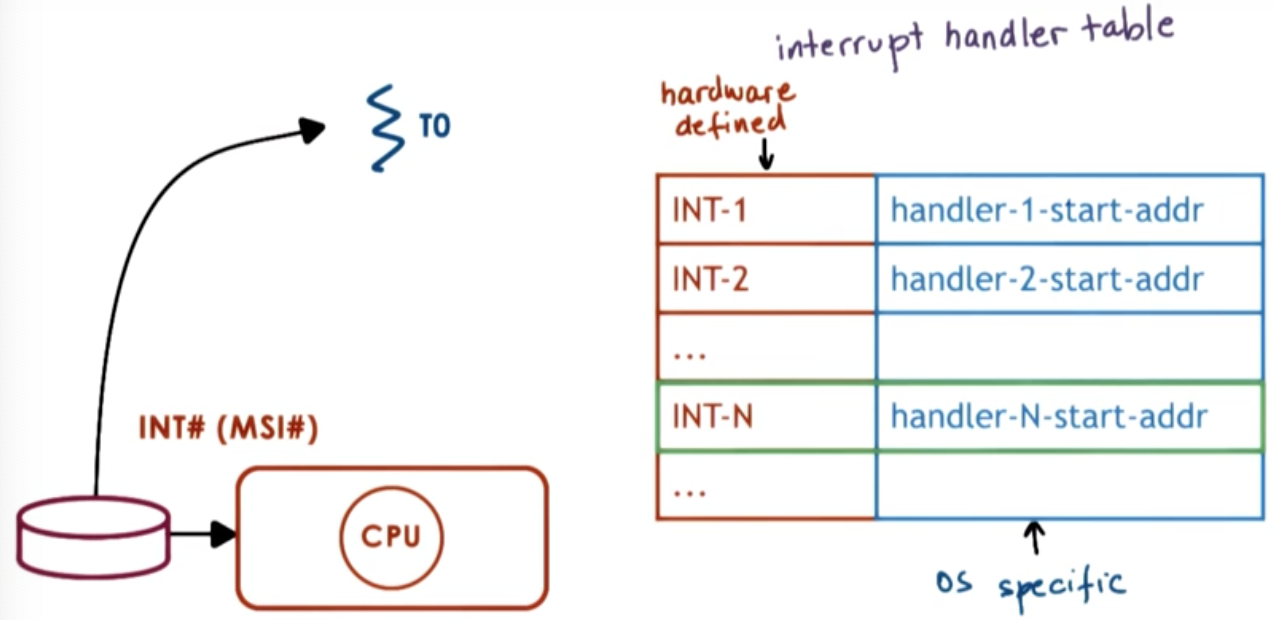 interrupt handler table
hardware
defined
TO
INT-1 handler-1-start-addr
INT-2 handler-2-start-addr
...
INT-N handler-N-start-addr
...
INT# (MSI#)
CPU
OS specific